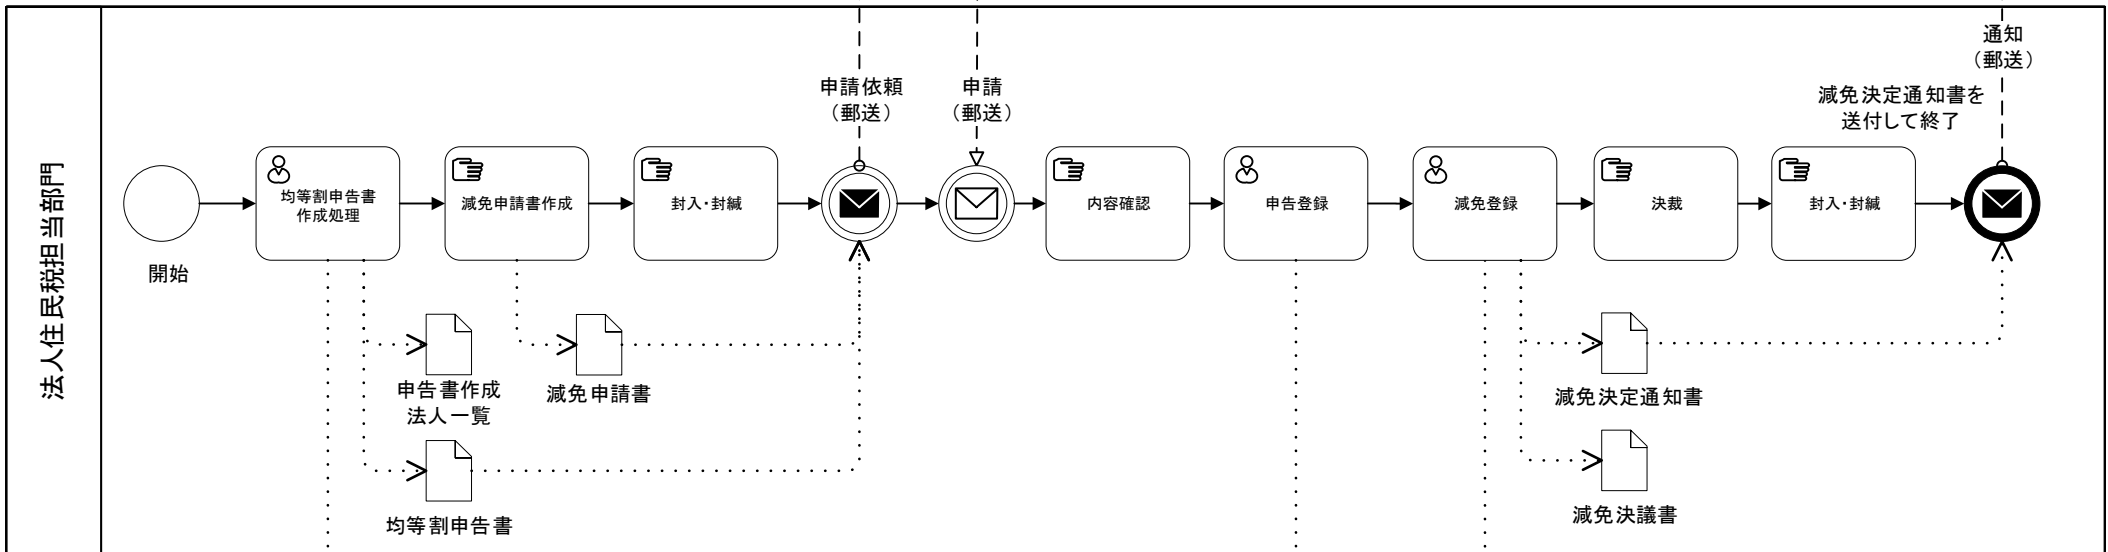 法人住民税担当部門
開始
均等割申告書
作成処理
減免申請書作成
封入・封緘
申請依頼
（郵送）
申請
（郵送）
内容確認
申告登録
減免登録
決裁
封入・封緘
減免決定通知書を
送付して終了
通知
（郵送）
申告書作成
法人一覧
減免申請書
均等割申告書
減免決定通知書
減免決議書